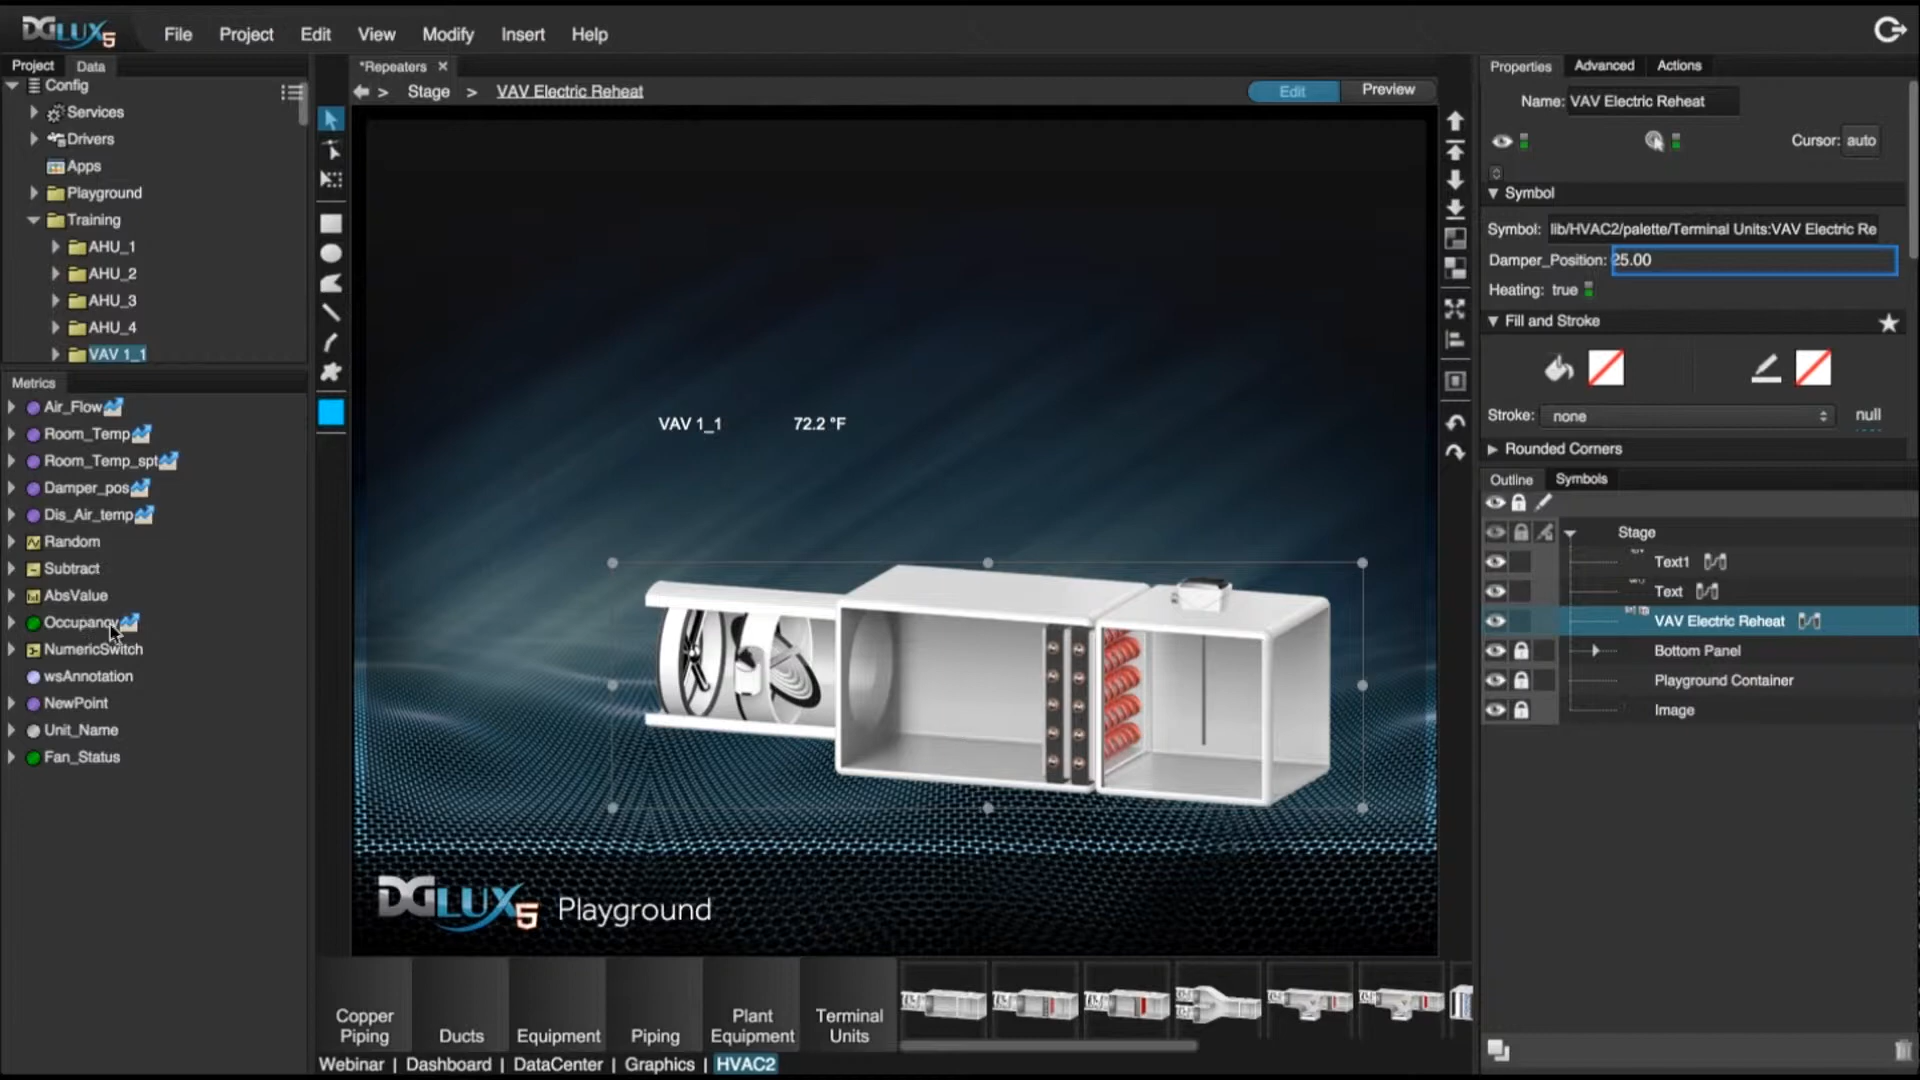 DGLUX5
File Project Edit View Modify Insert Help
Project Data
*Repeaters
Properties Advanced Actions
Config
Services
Drivers
Apps
Playground
Training
AHU_1
AHU_2
AHU_3
AHU_4
VAV 1_1
Metrics
Air_Flow
Room_Temp
Room_Temp_spt
Damper_pos
Dis_Air_temp
Random
Subtract
AbsValue
Occupancy
NumericSwitch
wsAnnotation
NewPoint
Unit_Name
Fan_Status
> Stage > VAV Electric Reheat
Edit Preview
VAV 1_1 72.2 °F
DGLUX5 Playground
Copper Piping
Ducts
Equipment
Piping
Plant Equipment
Terminal Units
Webinar | Dashboard | DataCenter | Graphics | HVAC2
Name: VAV Electric Reheat
Cursor: auto
Symbol
Symbol: lib/HVAC2/palette/Terminal Units:VAV Electric Re
Damper_Position: 25.00
Heating: true
Fill and Stroke
Stroke: none null
Rounded Corners
Outline Symbols
Stage
Text1
Text
VAV Electric Reheat
Bottom Panel
Playground Container
Image